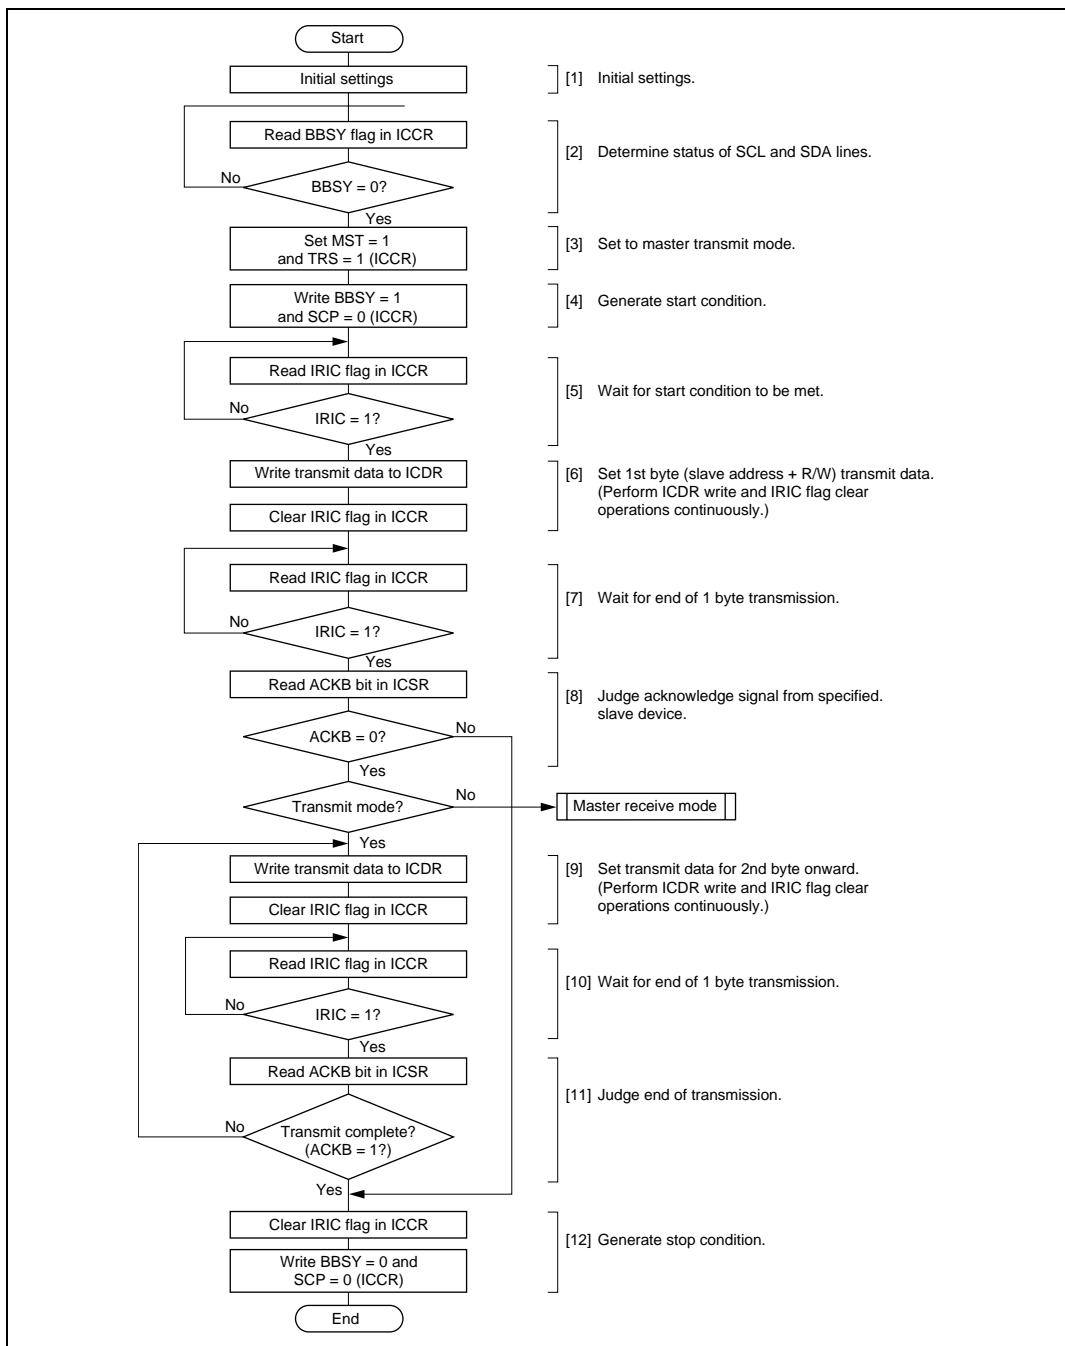 Start
Initial settings
[1] Initial settings.
Read BBSY flag in ICCR
[2] Determine status of SCL and SDA lines.
No
BBSY = 0?
Yes
Set MST = 1
and TRS = 1 (ICCR)
[3] Set to master transmit mode.
Write BBSY = 1
and SCP = 0 (ICCR)
[4] Generate start condition.
Read IRIC flag in ICCR
[5] Wait for start condition to be met.
No
IRIC = 1?
Yes
Write transmit data to ICDR
[6] Set 1st byte (slave address + R/W) transmit data.
(Perform ICDR write and IRIC flag clear
operations continuously.)
Clear IRIC flag in ICCR
Read IRIC flag in ICCR
[7] Wait for end of 1 byte transmission.
No
IRIC = 1?
Yes
Read ACKB bit in ICSR
[8] Judge acknowledge signal from specified.
slave device.
ACKB = 0?
No
Yes
Transmit mode?
No
Master receive mode
Yes
Write transmit data to ICDR
[9] Set transmit data for 2nd byte onward.
(Perform ICDR write and IRIC flag clear
operations continuously.)
Clear IRIC flag in ICCR
Read IRIC flag in ICCR
[10] Wait for end of 1 byte transmission.
No
IRIC = 1?
Yes
Read ACKB bit in ICSR
[11] Judge end of transmission.
No
Transmit complete?
(ACKB = 1?)
Yes
Clear IRIC flag in ICCR
[12] Generate stop condition.
Write BBSY = 0 and
SCP = 0 (ICCR)
End